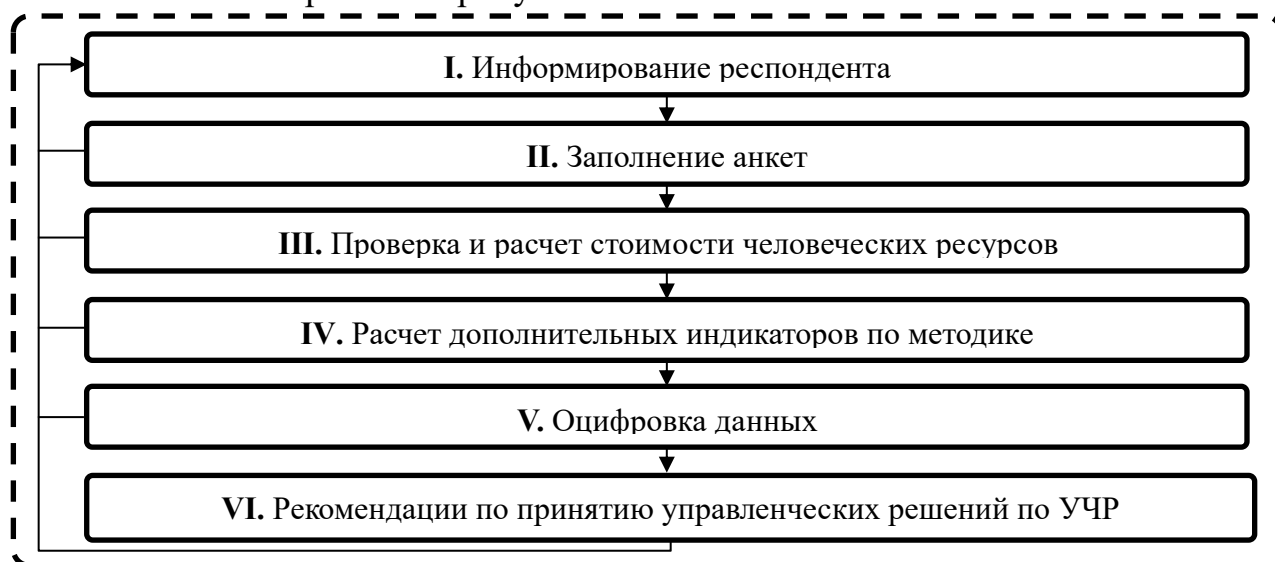 I. Информирование респондента
II. Заполнение анкет
III. Проверка и расчет стоимости человеческих ресурсов
IV. Расчет дополнительных индикаторов по методике
V. Оцифровка данных
VI. Рекомендации по принятию управленческих решений по УЧР